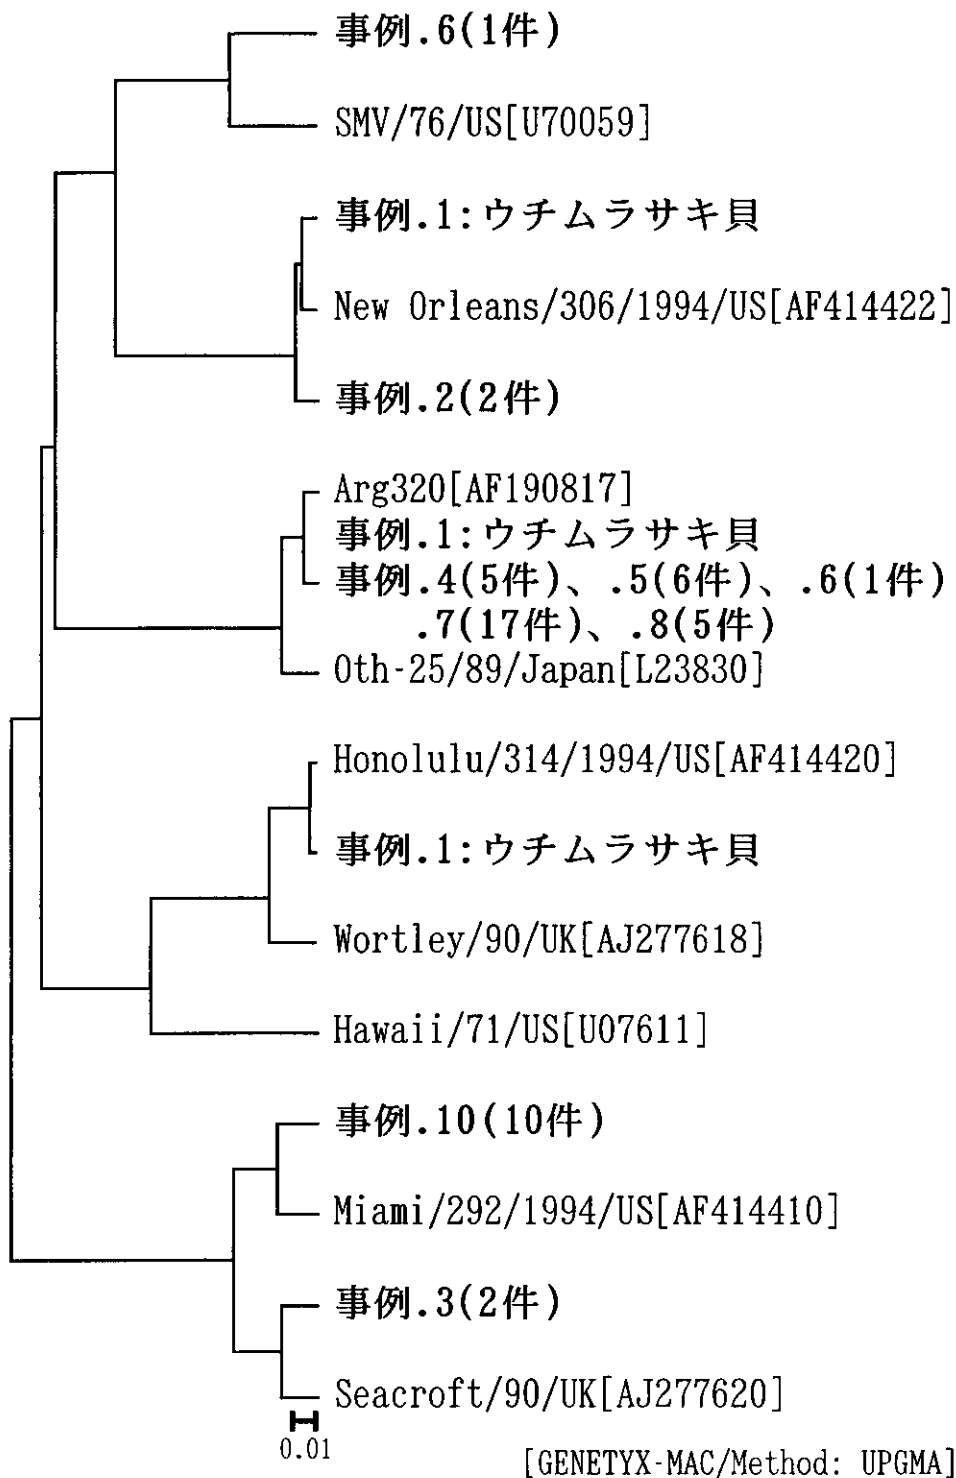 事例.6(1件)
SMV/76/US[U70059]
事例.1:ウチムラサキ貝
New Orleans/306/1994/US[AF414422]
事例.2(2件)
Arg320[AF190817]
事例.1:ウチムラサキ貝
事例.4(5件)、.5(6件)、.6(1件)
.7(17件)、.8(5件)
Oth-25/89/Japan[L23830]
Honolulu/314/1994/US[AF414420]
事例.1:ウチムラサキ貝
Wortley/90/UK[AJ277618]
Hawaii/71/US[U07611]
事例.10(10件)
Miami/292/1994/US[AF414410]
事例.3(2件)
Seacroft/90/UK[AJ277620]
0.01
[GENETYX-MAC/Method: UPGMA]